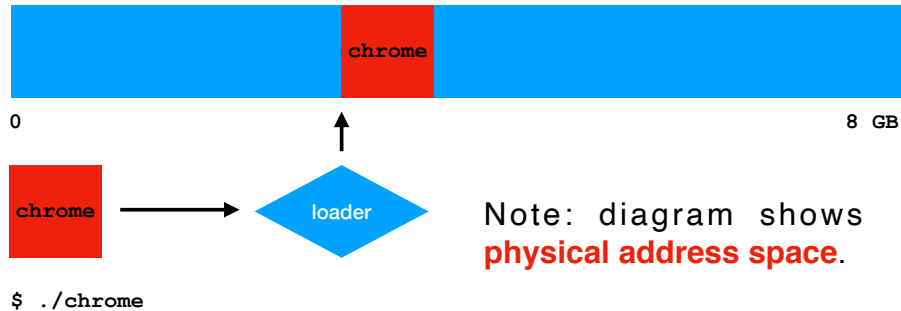 chrome
0
8 GB
chrome
loader
Note: diagram shows
physical address space.
$ ./chrome